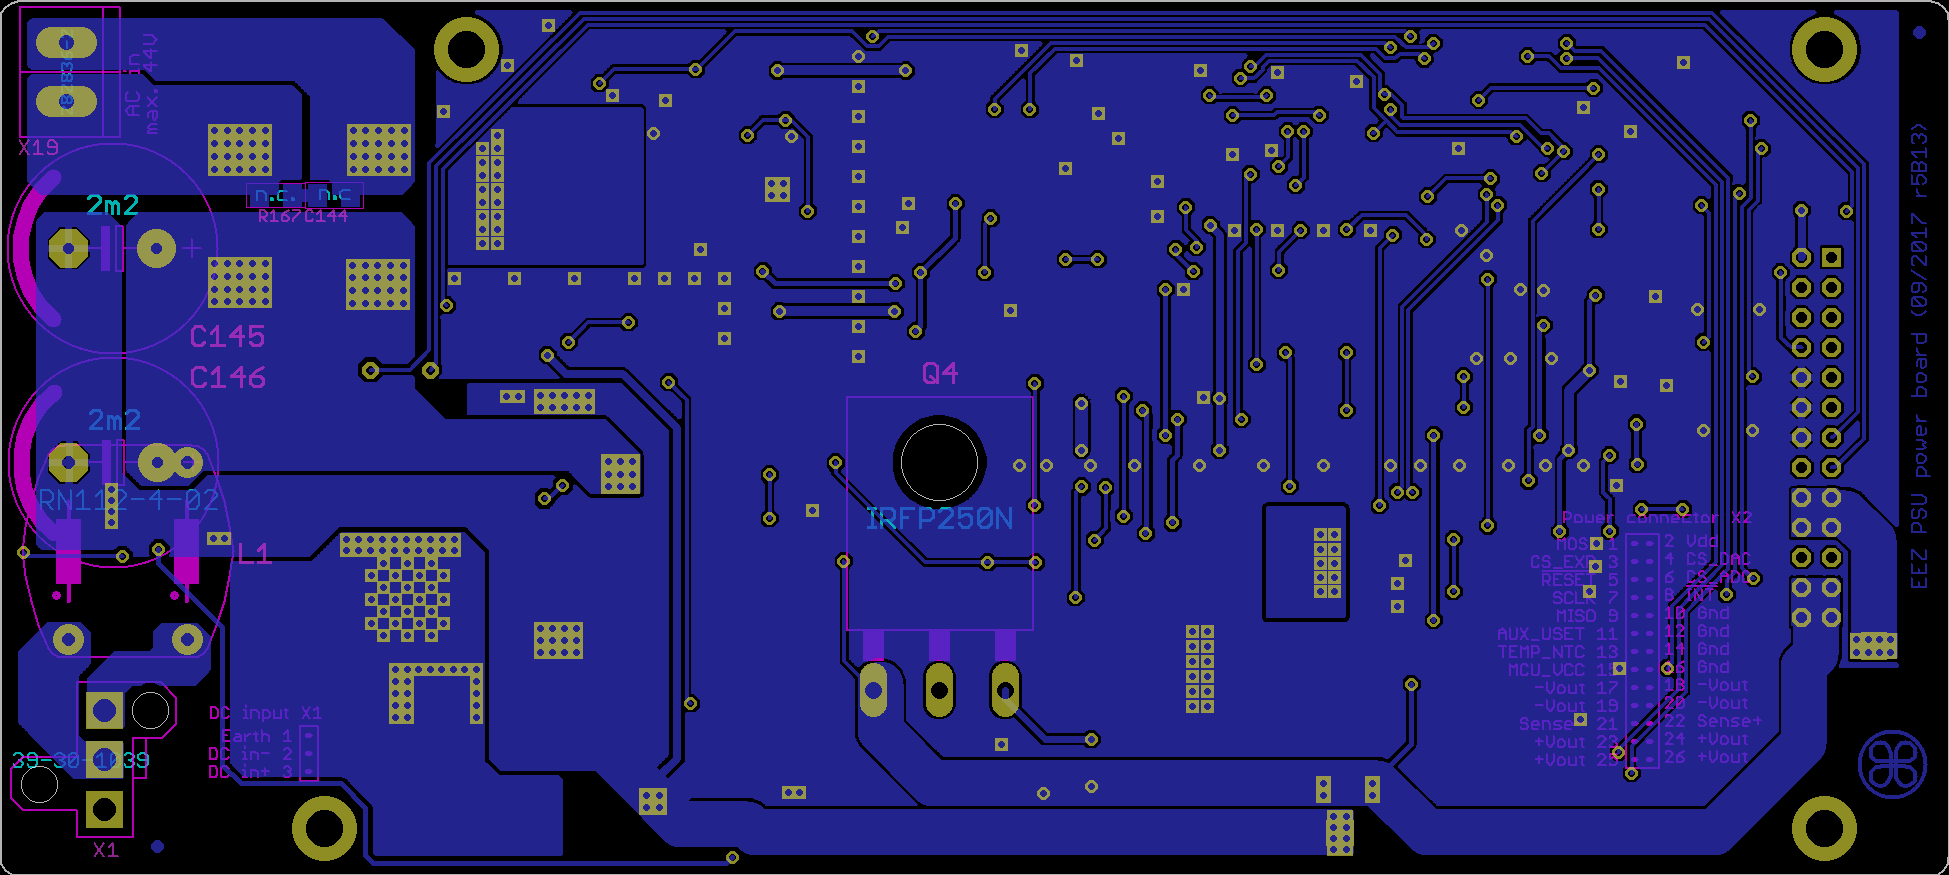 AC in
max. 44V
X19
2m2
n.c.
n.c
R167
C144
C145
C146
2m2
RN112-4-02
L1
DC input X1
Earth 1
DC in- 2
DC in+ 3
39-30-1039
X1
Q4
IRFP250N
Power connector X2
MOSI 1
2 Vdd
CS_EXP 3
4 CS_DAC
RESET 5
6 CS_ADC
SCLK 7
8 INT
MISO 9
10 Gnd
AUX_USET 11
12 Gnd
TEMP_NTC 13
14 Gnd
MCU_VCC 15
16 Gnd
-Vout 17
18 -Vout
-Vout 19
20 -Vout
Sense- 21
22 Sense+
+Vout 23
24 +Vout
+Vout 25
26 +Vout
EEZ PSU power board (09/2017 r5B13)